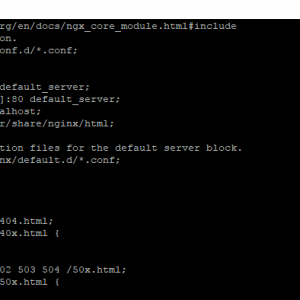 rg/en/docs/ngx_core_module.html#include
on.
onf.d/*.conf;
default_server;
]:80 default_server;
alhost;
r/share/nginx/html;
tion files for the default server block.
nx/default.d/*.conf;
404.html;
40x.html {
02 503 504 /50x.html;
50x.html {